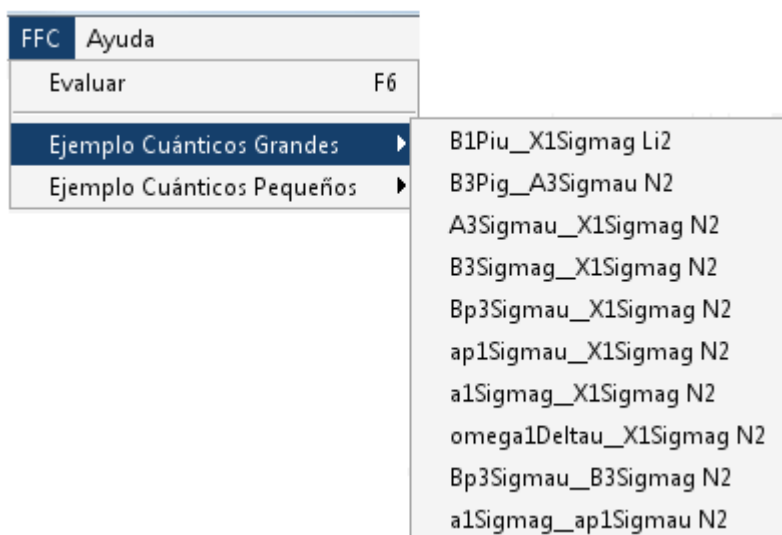 FFC Ayuda
Evaluar F6
Ejemplo Cuánticos Grandes
Ejemplo Cuánticos Pequeños
B1Piu__X1Sigmag Li2
B3Pig__A3Sigmau N2
A3Sigmau__X1Sigmag N2
B3Sigmag__X1Sigmag N2
Bp3Sigmau__X1Sigmag N2
ap1Sigmau__X1Sigmag N2
a1Sigmag__X1Sigmag N2
omega1Deltau__X1Sigmag N2
Bp3Sigmau__B3Sigmag N2
a1Sigmag__ap1Sigmau N2